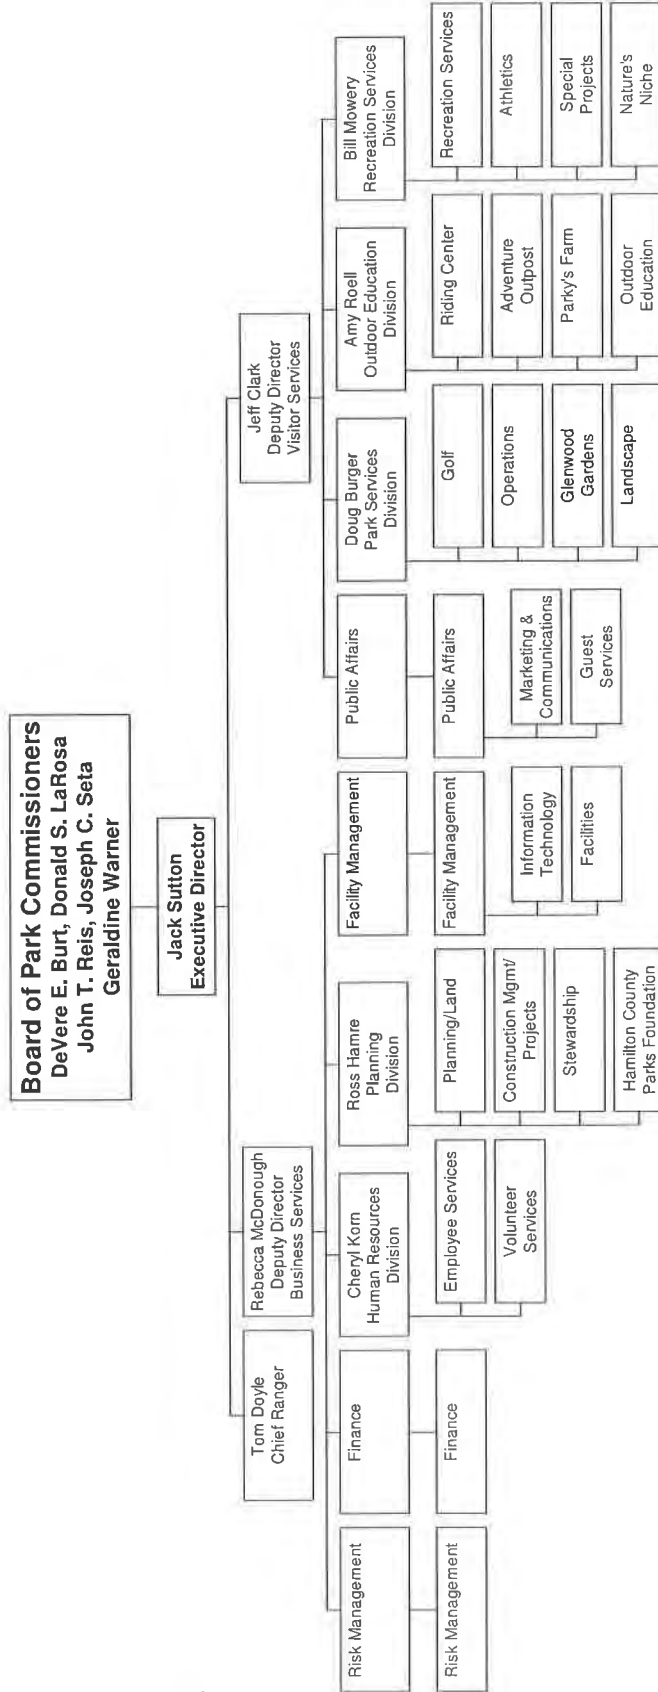 Board of Park Commissioners
DeVere E. Burt, Donald S. LaRosa
John T. Reis, Joseph C. Seta
Geraldine Warner
Jack Sutton
Executive Director
Tom Doyle
Chief Ranger
Rebecca McDonough
Deputy Director
Business Services
Jeff Clark
Deputy Director
Visitor Services
Risk Management
Risk Management
Finance
Finance
Cheryl Korn
Human Resources
Division
Employee Services
Volunteer
Services
Ross Hamre
Planning
Division
Planning/Land
Construction Mgmt/
Projects
Stewardship
Hamilton County
Parks Foundation
Facility Management
Facility Management
Information
Technology
Facilities
Public Affairs
Public Affairs
Marketing &
Communications
Guest
Services
Doug Burger
Park Services
Division
Golf
Operations
Glenwood
Gardens
Landscape
Amy Roell
Outdoor Education
Division
Riding Center
Adventure
Outpost
Parky's Farm
Outdoor
Education
Bill Mowery
Recreation Services
Division
Recreation Services
Athletics
Special
Projects
Nature's
Niche